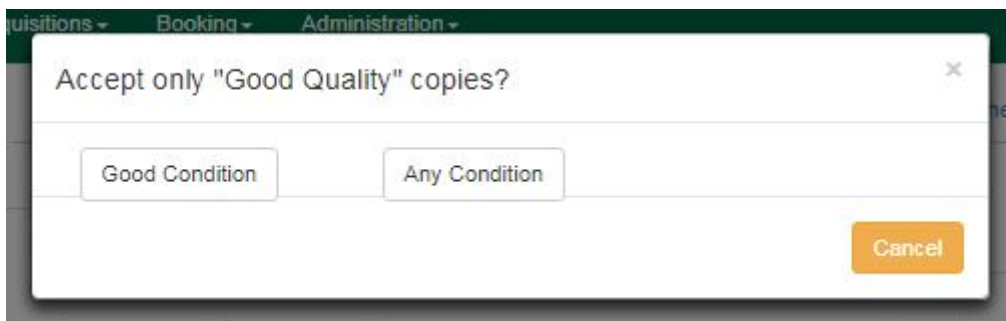 quisitions Booking Administration
Accept only "Good Quality" copies? ×
Good Condition Any Condition
Cancel